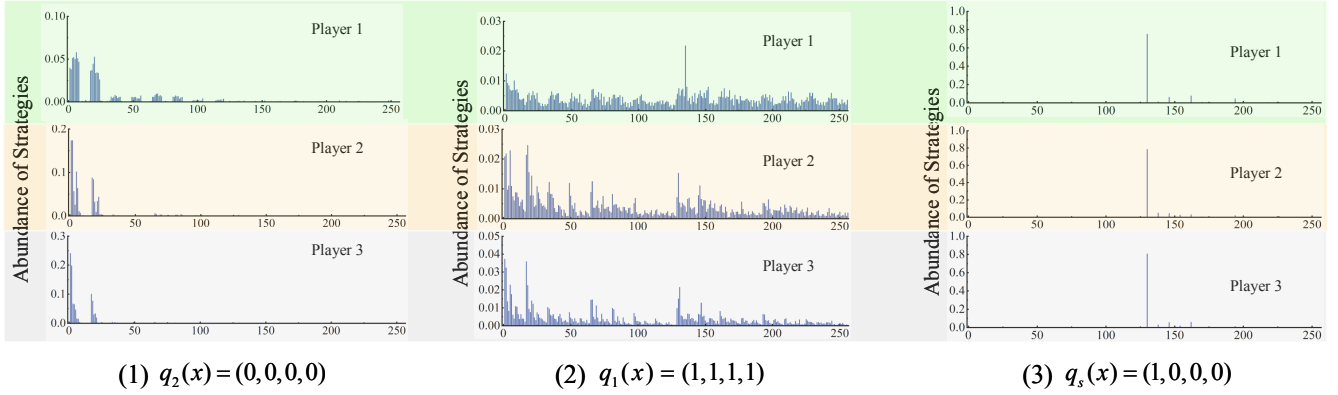 Abundance of Strategies
0.10
0.05
0.00
0 50 100 150 200 250
Player 1
0.2
0.1
0.0
0 50 100 150 200 250
Player 2
0.3
0.2
0.1
0.0
0 50 100 150 200 250
Player 3
(1) q₂(x) = (0,0,0,0)
Abundance of Strategies
0.03
0.02
0.01
0.00
0 50 100 150 200 250
Player 1
0.03
0.02
0.01
0.00
0 50 100 150 200 250
Player 2
0.05
0.04
0.03
0.02
0.01
0.00
0 50 100 150 200 250
Player 3
(2) q₁(x) = (1,1,1,1)
Abundance of Strategies
1.0
0.8
0.6
0.4
0.2
0.0
0 50 100 150 200 250
Player 1
1.0
0.8
0.6
0.4
0.2
0.0
0 50 100 150 200 250
Player 2
1.0
0.8
0.6
0.4
0.2
0.0
0 50 100 150 200 250
Player 3
(3) qₛ(x) = (1,0,0,0)